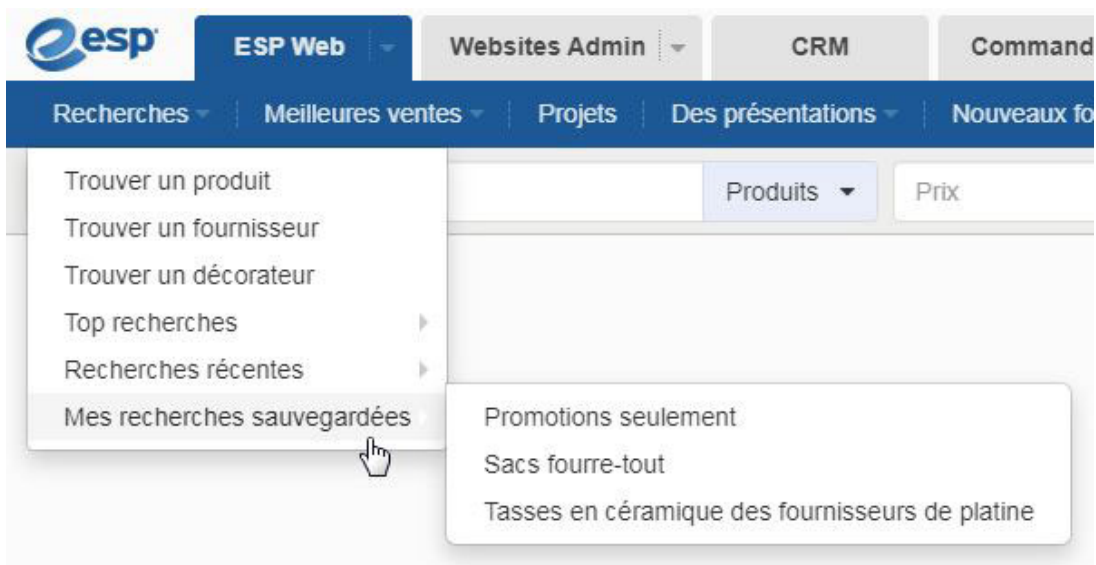 esp
ESP Web
Websites Admin
CRM
Command
Recherches
Meilleures ventes
Projets
Des présentations
Nouveaux fo
Trouver un produit
Produits
Prix
Trouver un fournisseur
Trouver un décorateur
Top recherches
Recherches récentes
Mes recherches sauvegardées
Promotions seulement
Sacs fourre-tout
Tasses en céramique des fournisseurs de platine